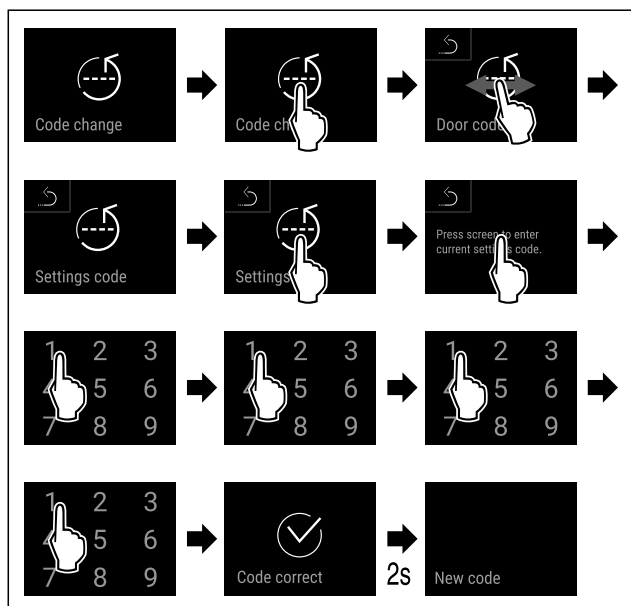 Code change
Code ch
Door cod
Settings code
Settings
Press screen to enter
current settings code.
1 2 3
4 5 6
7 8 9
1 2 3
4 5 6
7 8 9
1 2 3
4 5 6
7 8 9
1 2 3
4 5 6
7 8 9
Code correct
2s
New code